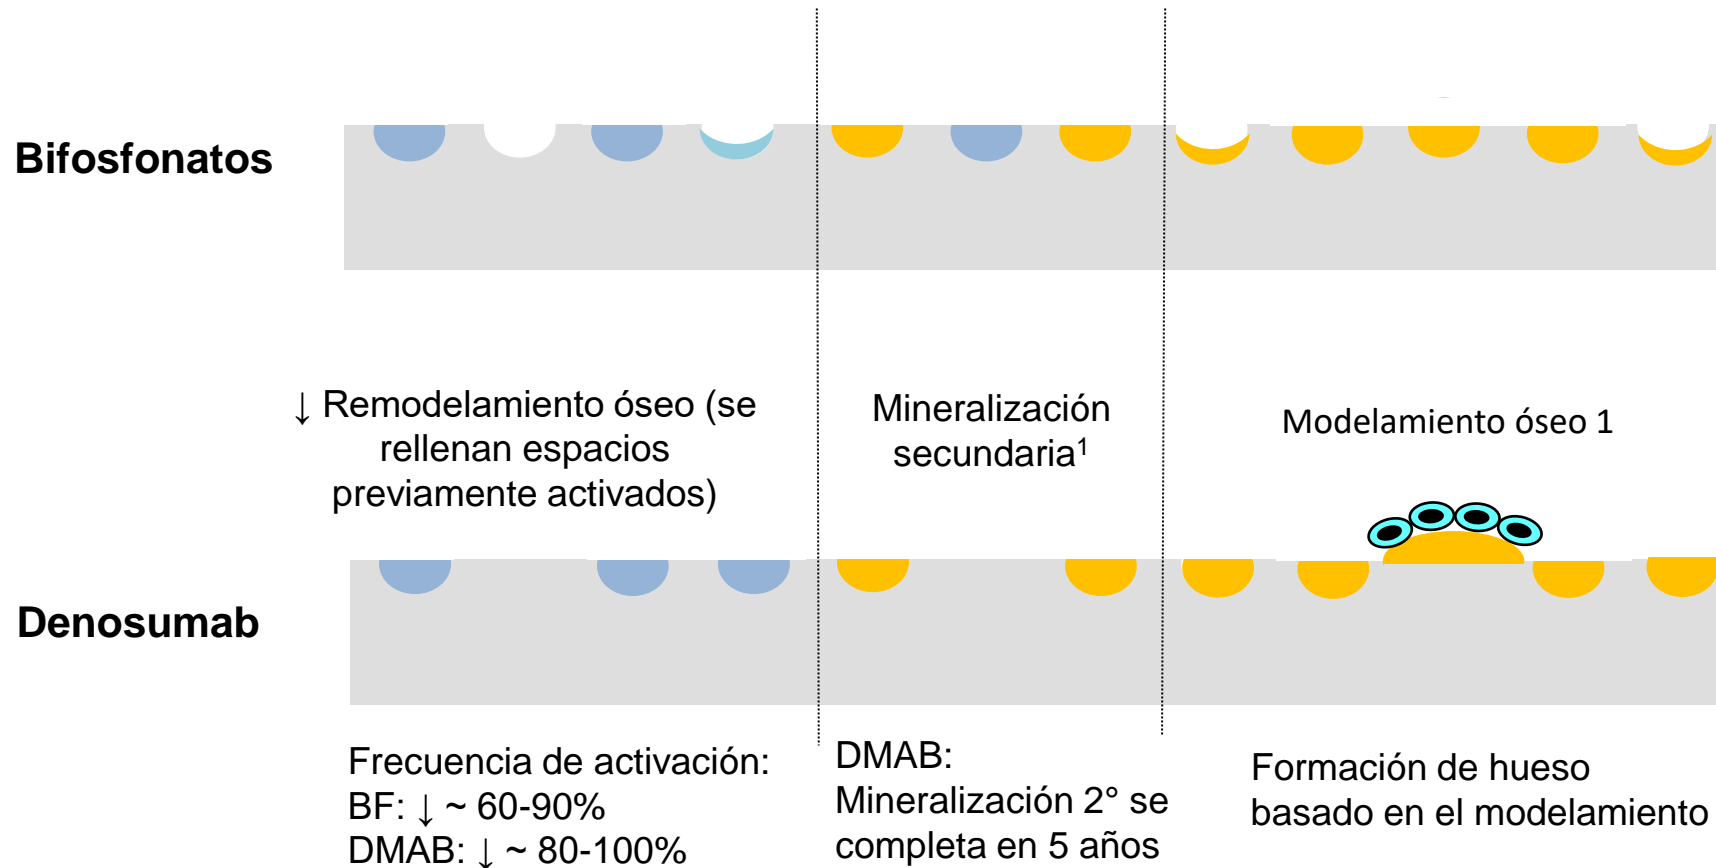 Bifosfonatos
↓ Remodelamiento óseo (se
rellenan espacios
previamente activados)
Mineralización
secundaria¹
Modelamiento óseo 1
Denosumab
Frecuencia de activación:
BF: ↓ ~ 60-90%
DMAB: ↓ ~ 80-100%
DMAB:
Mineralización 2° se
completa en 5 años
Formación de hueso
basado en el modelamiento